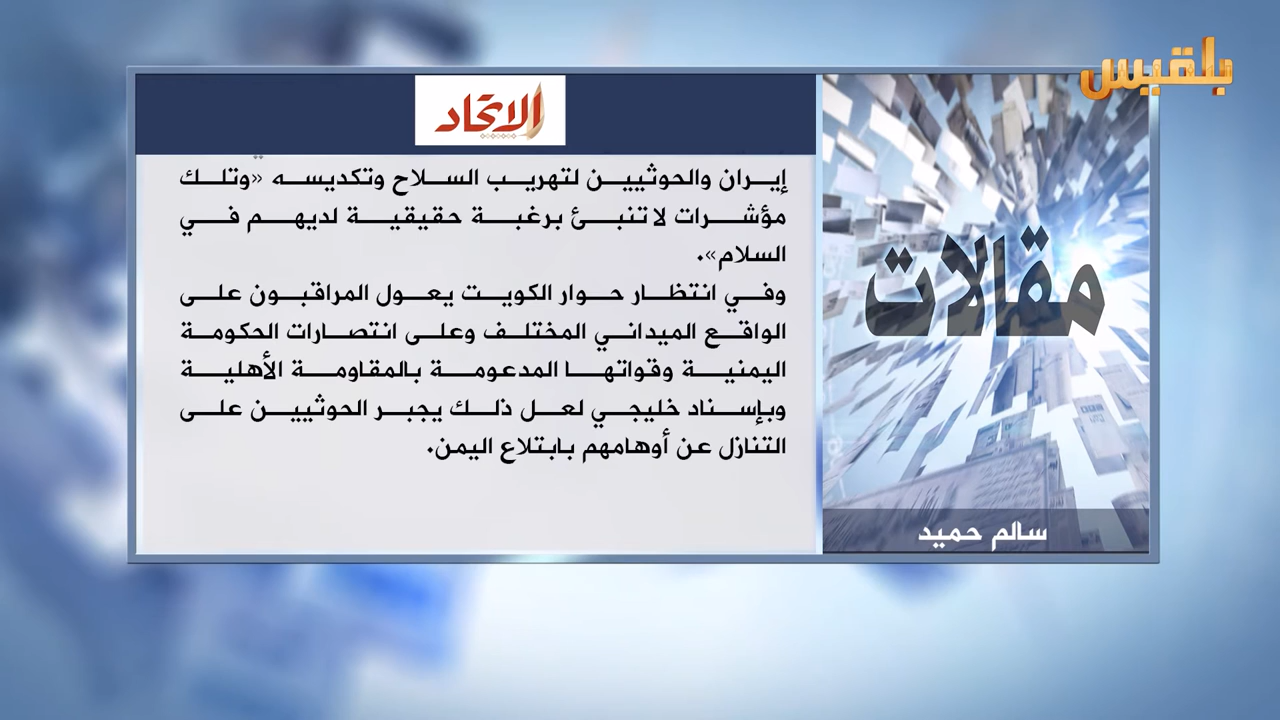 بلقيس
الاتحاد
إيران والحوثيين لتهريب السلاح وتكديسه «وتلك
مؤشرات لا تنبئ برغبة حقيقية لديهم في
السلام».
وفي انتظار حوار الكويت يعول المراقبون على
الواقع الميداني المختلف وعلى انتصارات الحكومة
اليمنية وقواتها المدعومة بالمقاومة الأهلية
وبإسناد خليجي لعل ذلك يجبر الحوثيين على
التنازل عن أوهامهم بابتلاع اليمن.
مقالات
سالم حميد